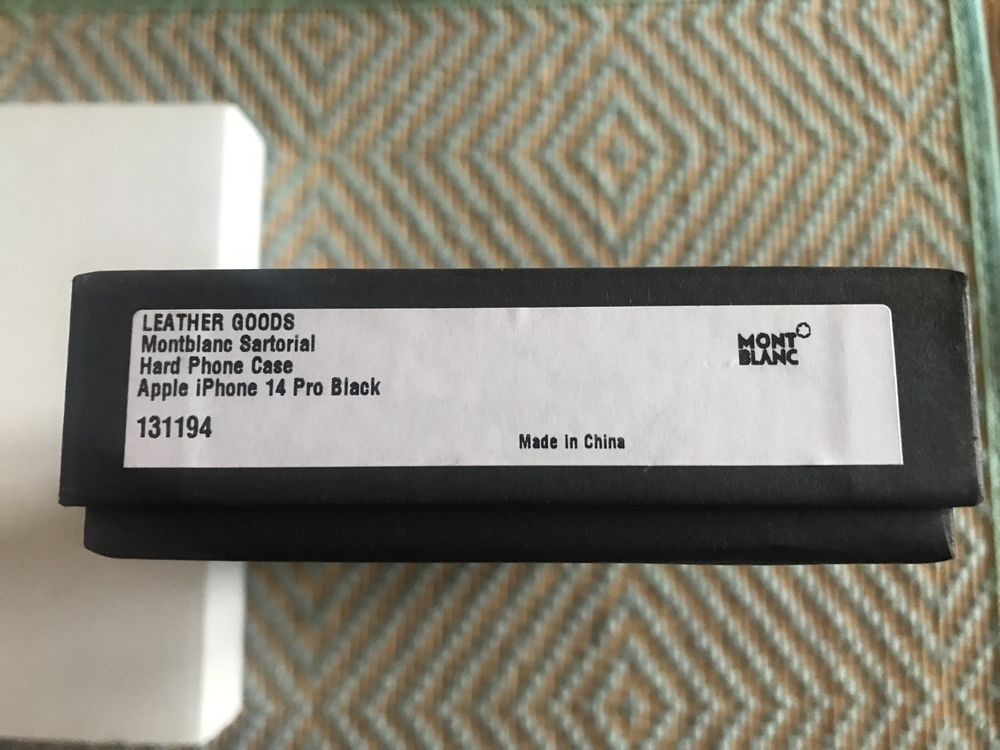 LEATHER GOODS
Montblanc Sartorial
Hard Phone Case
Apple iPhone 14 Pro Black
131194
Made in China
MONT
BLANC